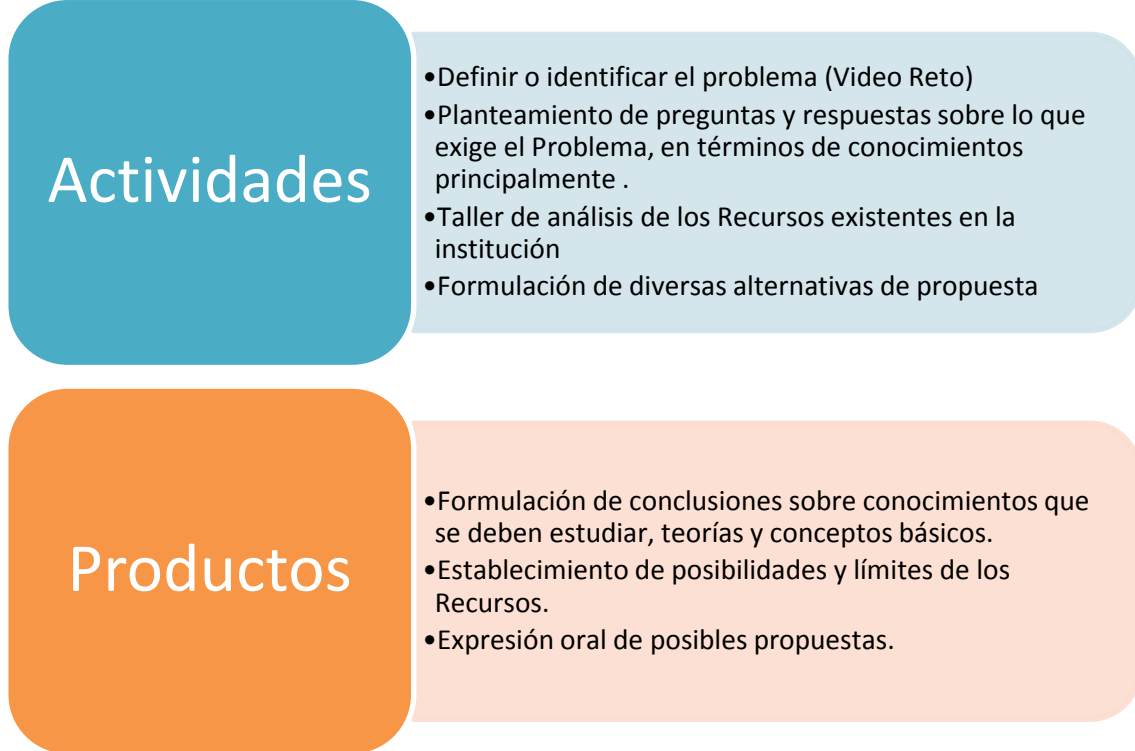 Actividades
•Definir o identificar el problema (Video Reto)
•Planteamiento de preguntas y respuestas sobre lo que
exige el Problema, en términos de conocimientos
principalmente .
•Taller de análisis de los Recursos existentes en la
institución
•Formulación de diversas alternativas de propuesta
Productos
•Formulación de conclusiones sobre conocimientos que
se deben estudiar, teorías y conceptos básicos.
•Establecimiento de posibilidades y límites de los
Recursos.
•Expresión oral de posibles propuestas.